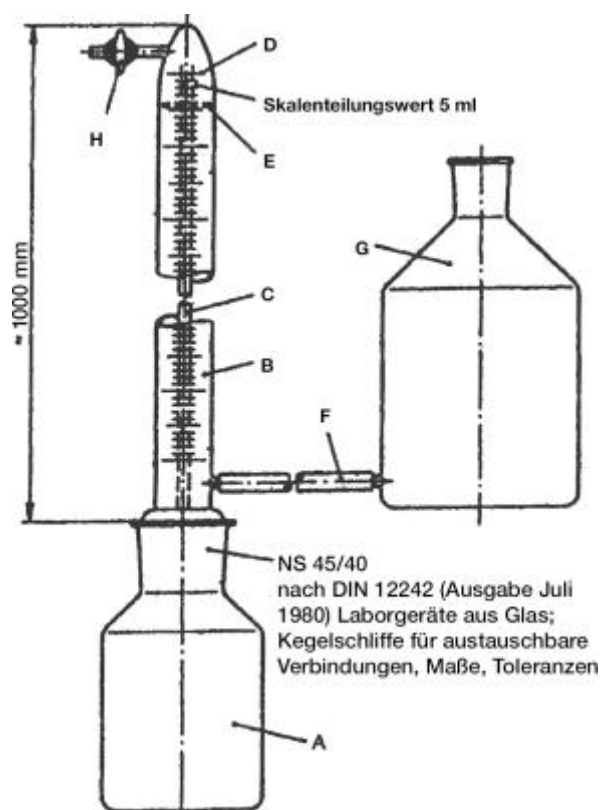 D
Skalenteilungswert 5 ml
H
E
G
C
≈ 1000 mm
B
F
NS 45/40
nach DIN 12242 (Ausgabe Juli
1980) Laborgeräte aus Glas;
Kegelschliffe für austauschbare
Verbindungen, Maße, Toleranzen
A